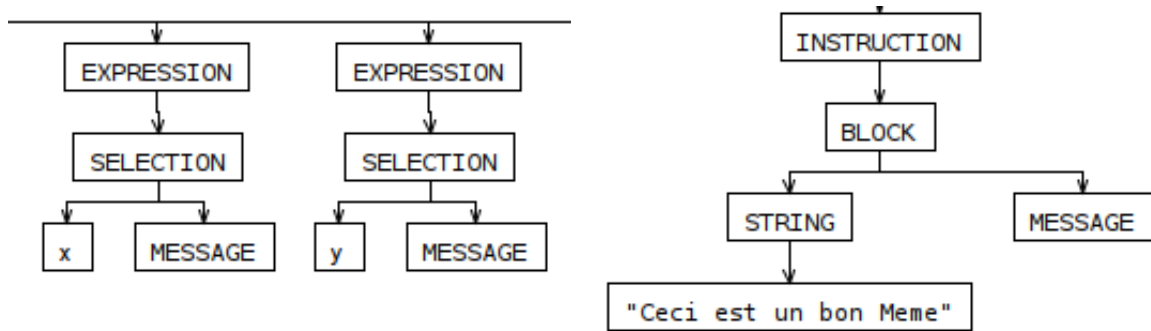 EXPRESSION
EXPRESSION
SELECTION
SELECTION
x
MESSAGE
y
MESSAGE
INSTRUCTION
BLOCK
STRING
MESSAGE
"Ceci est un bon Meme"